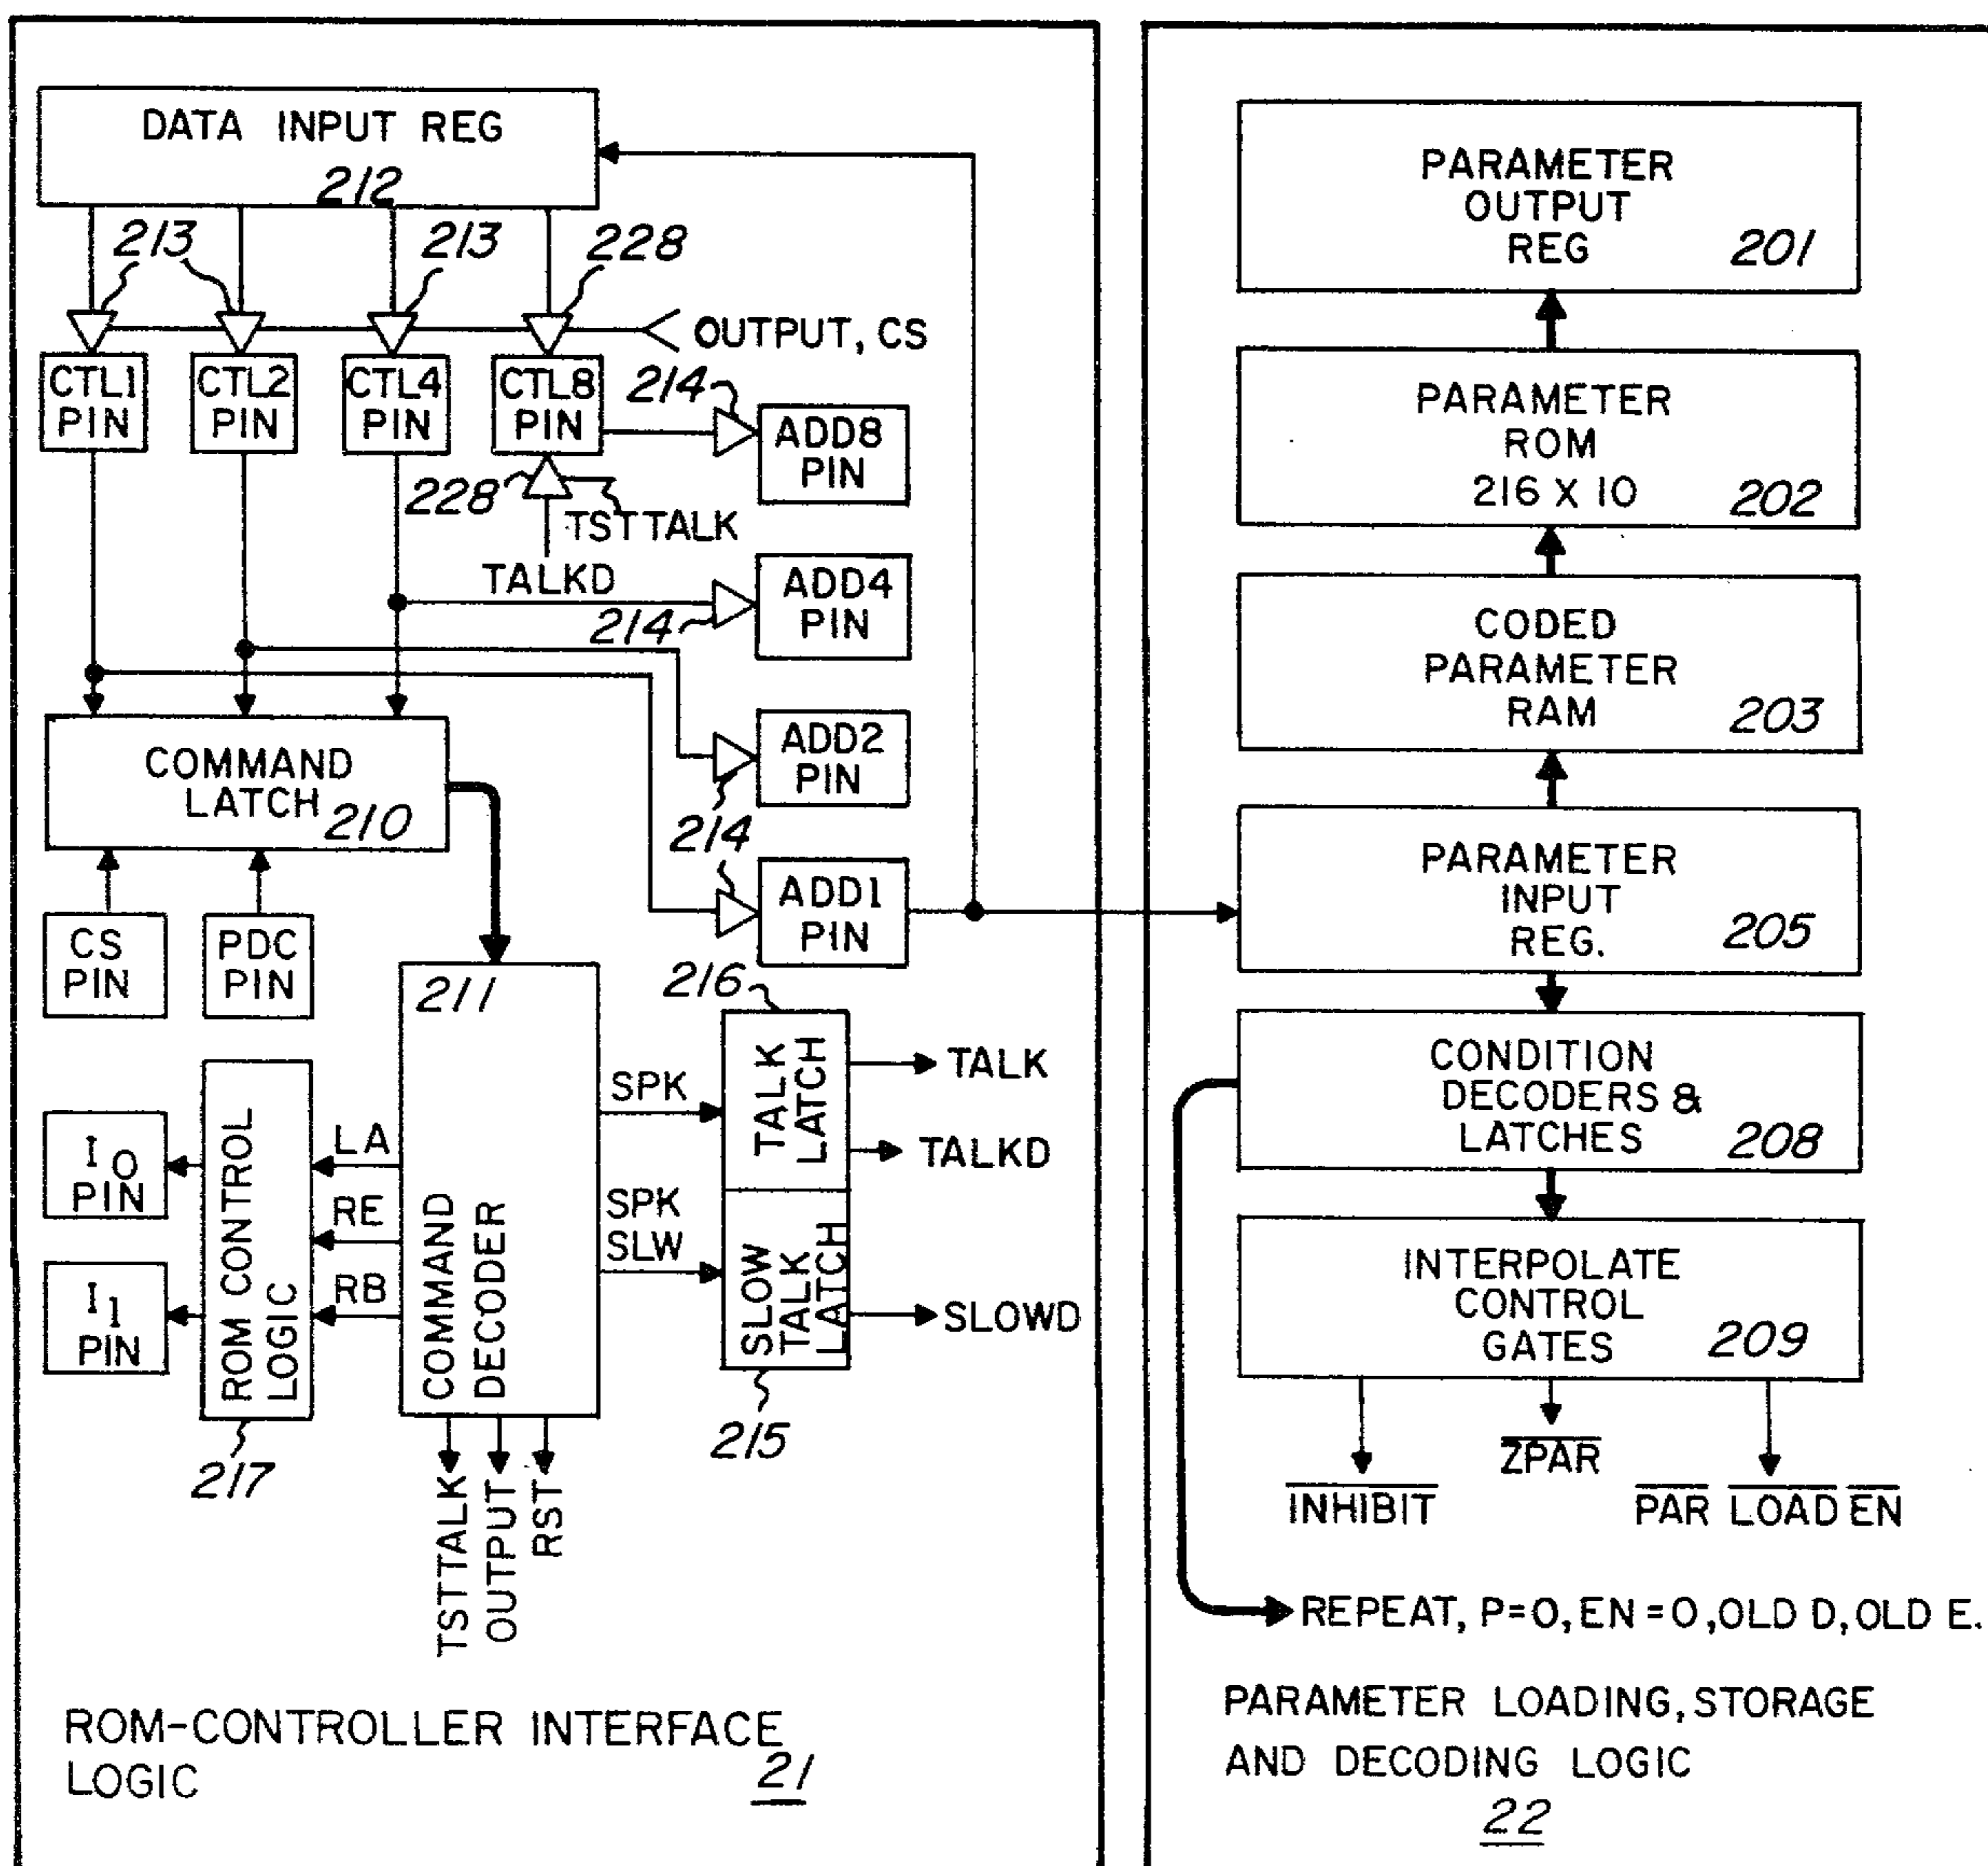 DATA INPUT REG
212
213
213
228
OUTPUT, CS
CTL1
PIN
CTL2
PIN
CTL4
PIN
CTL8
PIN
214
ADD8
PIN
228
TSTTALK
TALKD
ADD4
PIN
214
COMMAND
LATCH
210
ADD2
PIN
214
ADD1
PIN
CS
PIN
PDC
PIN
211
COMMAND
DECODER
216
TALK
LATCH
SPK
TALK
TALKD
SPK
SLW
SLOW
TALK
LATCH
SLOWD
215
I0
PIN
I1
PIN
ROM CONTROL
LOGIC
217
LA
RE
RB
TSTTALK
OUTPUT
RST
ROM-CONTROLLER INTERFACE
LOGIC
21
PARAMETER
OUTPUT
REG
201
PARAMETER
ROM
216 X 10
202
CODED
PARAMETER
RAM
203
PARAMETER
INPUT
REG.
205
CONDITION
DECODERS &
LATCHES
208
INTERPOLATE
CONTROL
GATES
209
INHIBIT
ZPAR
PAR LOAD EN
REPEAT, P=0, EN=0, OLD D, OLD E.
PARAMETER LOADING, STORAGE
AND DECODING LOGIC
22